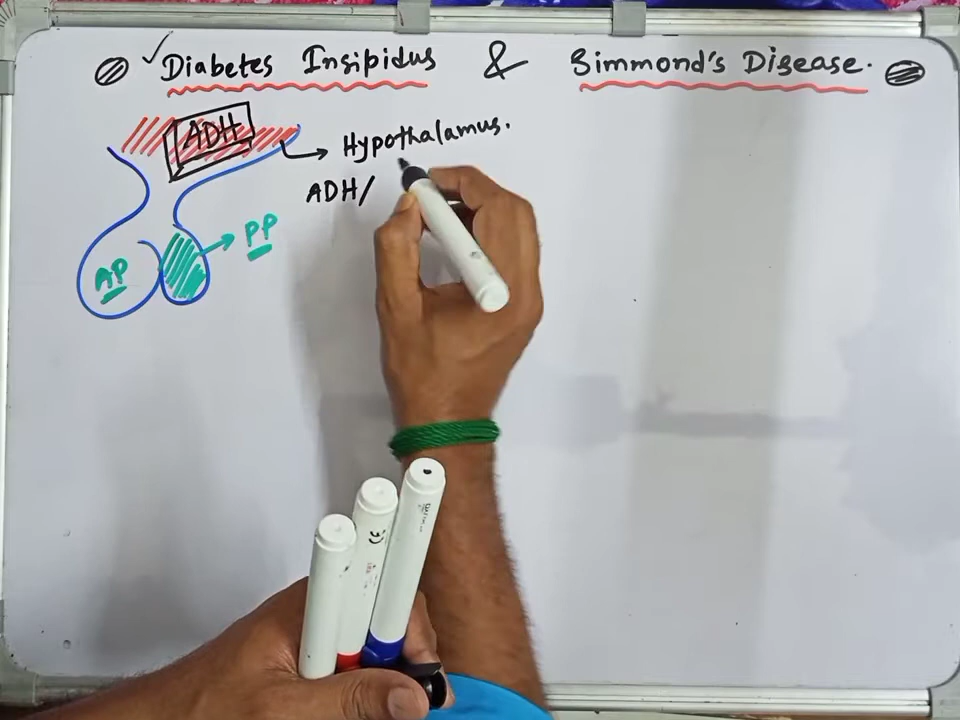 ✓Diabetes Insipidus & Simmond's Disease.
ADH
Hypothalamus.
ADH/
PP
AP